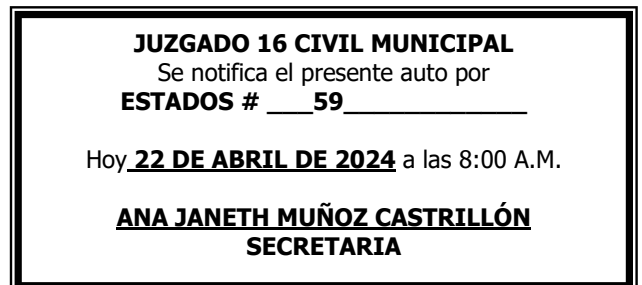 JUZGADO 16 CIVIL MUNICIPAL
Se notifica el presente auto por
ESTADOS # ___59____________
Hoy 22 DE ABRIL DE 2024 a las 8:00 A.M.
ANA JANETH MUÑOZ CASTRILLÓN
SECRETARIA